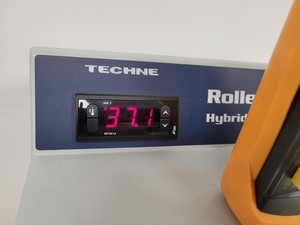 TECHNE
37.1
Rolle
Hybrid